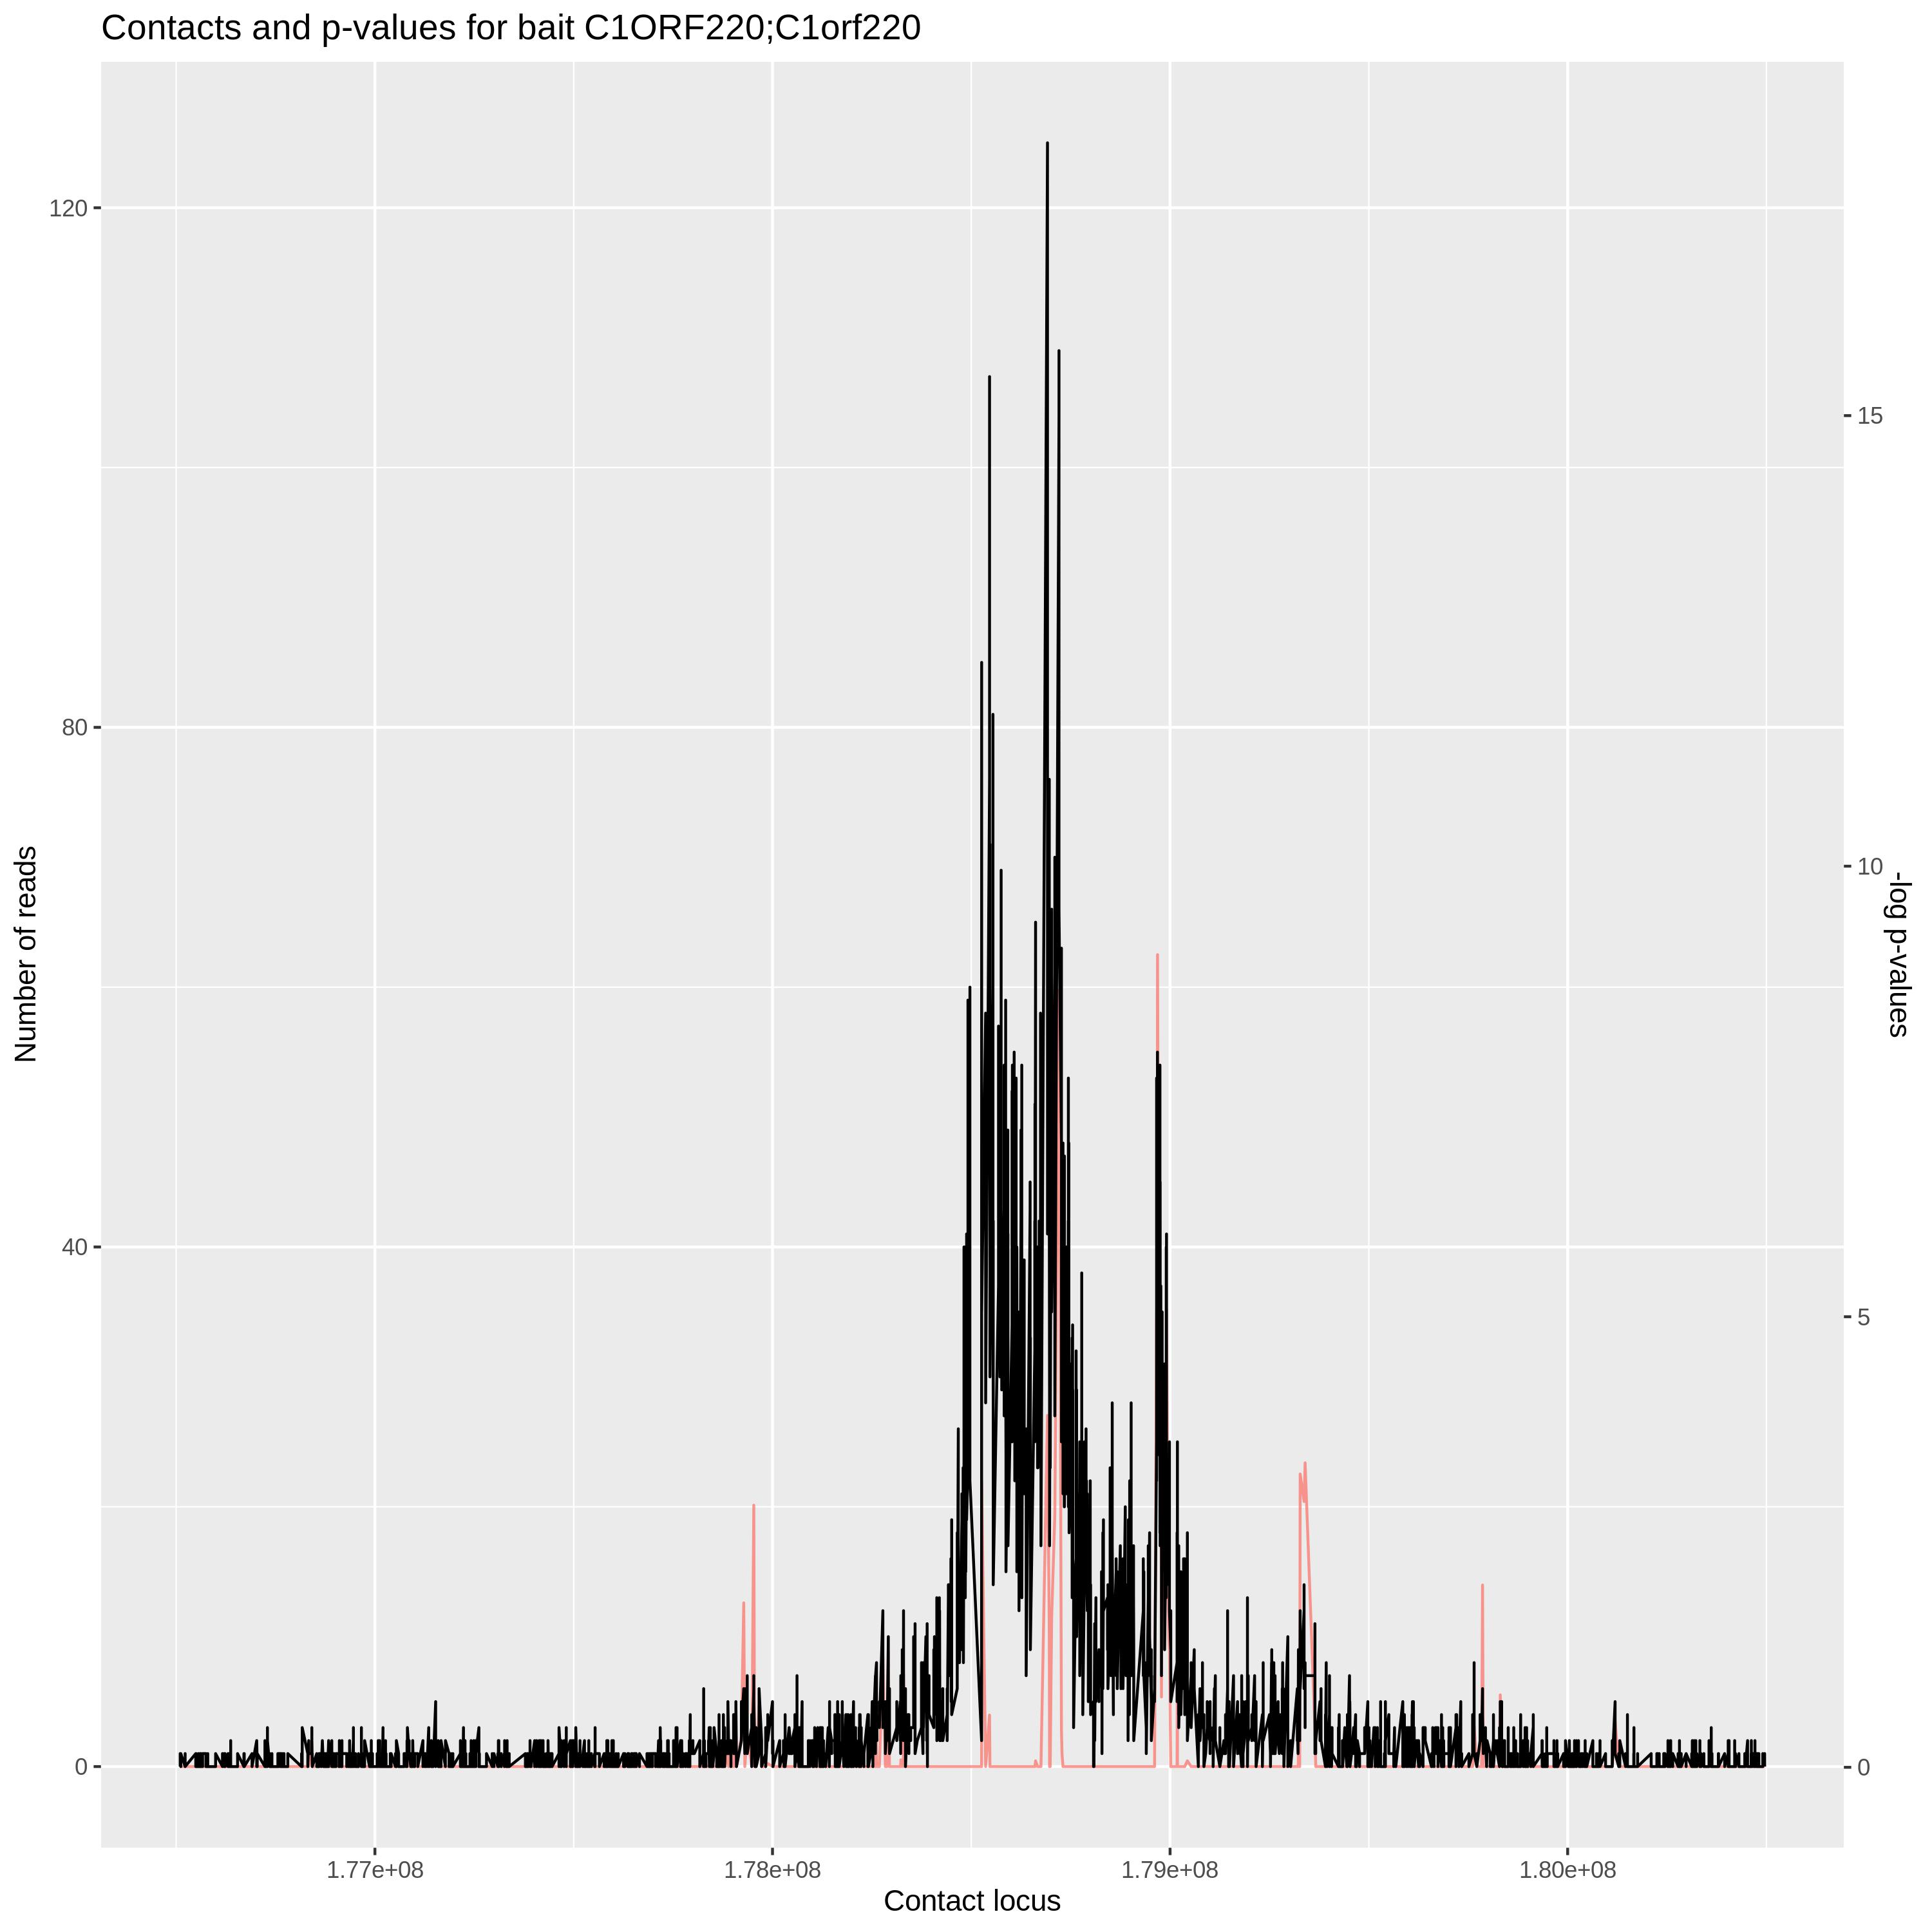 Contacts and p-values for bait C1ORF220;C1orf220
120
80
40
0
Number of reads
15
10
5
0
-log p-values
1.77e+08
1.78e+08
1.79e+08
1.80e+08
Contact locus